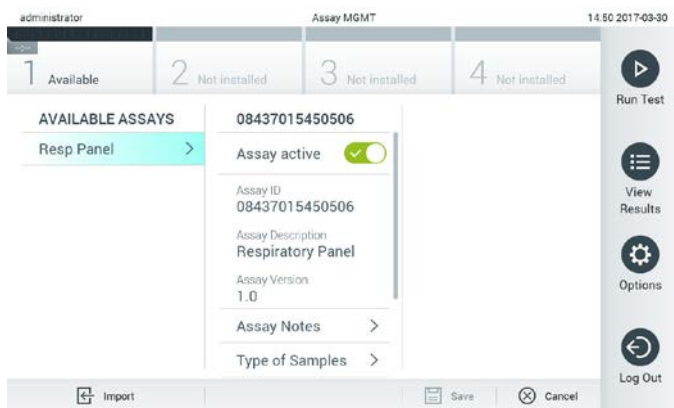 administrator Assay MGMT 14:50 2017-03-30
1 Available 2 Not installed 3 Not installed 4 Not installed
Run Test
AVAILABLE ASSAYS 08437015450506
Resp Panel > Assay active
View Results
Assay ID
08437015450506
Assay Description
Respiratory Panel
Assay Version
1.0
Options
Assay Notes >
Type of Samples >
Log Out
Import Save Cancel